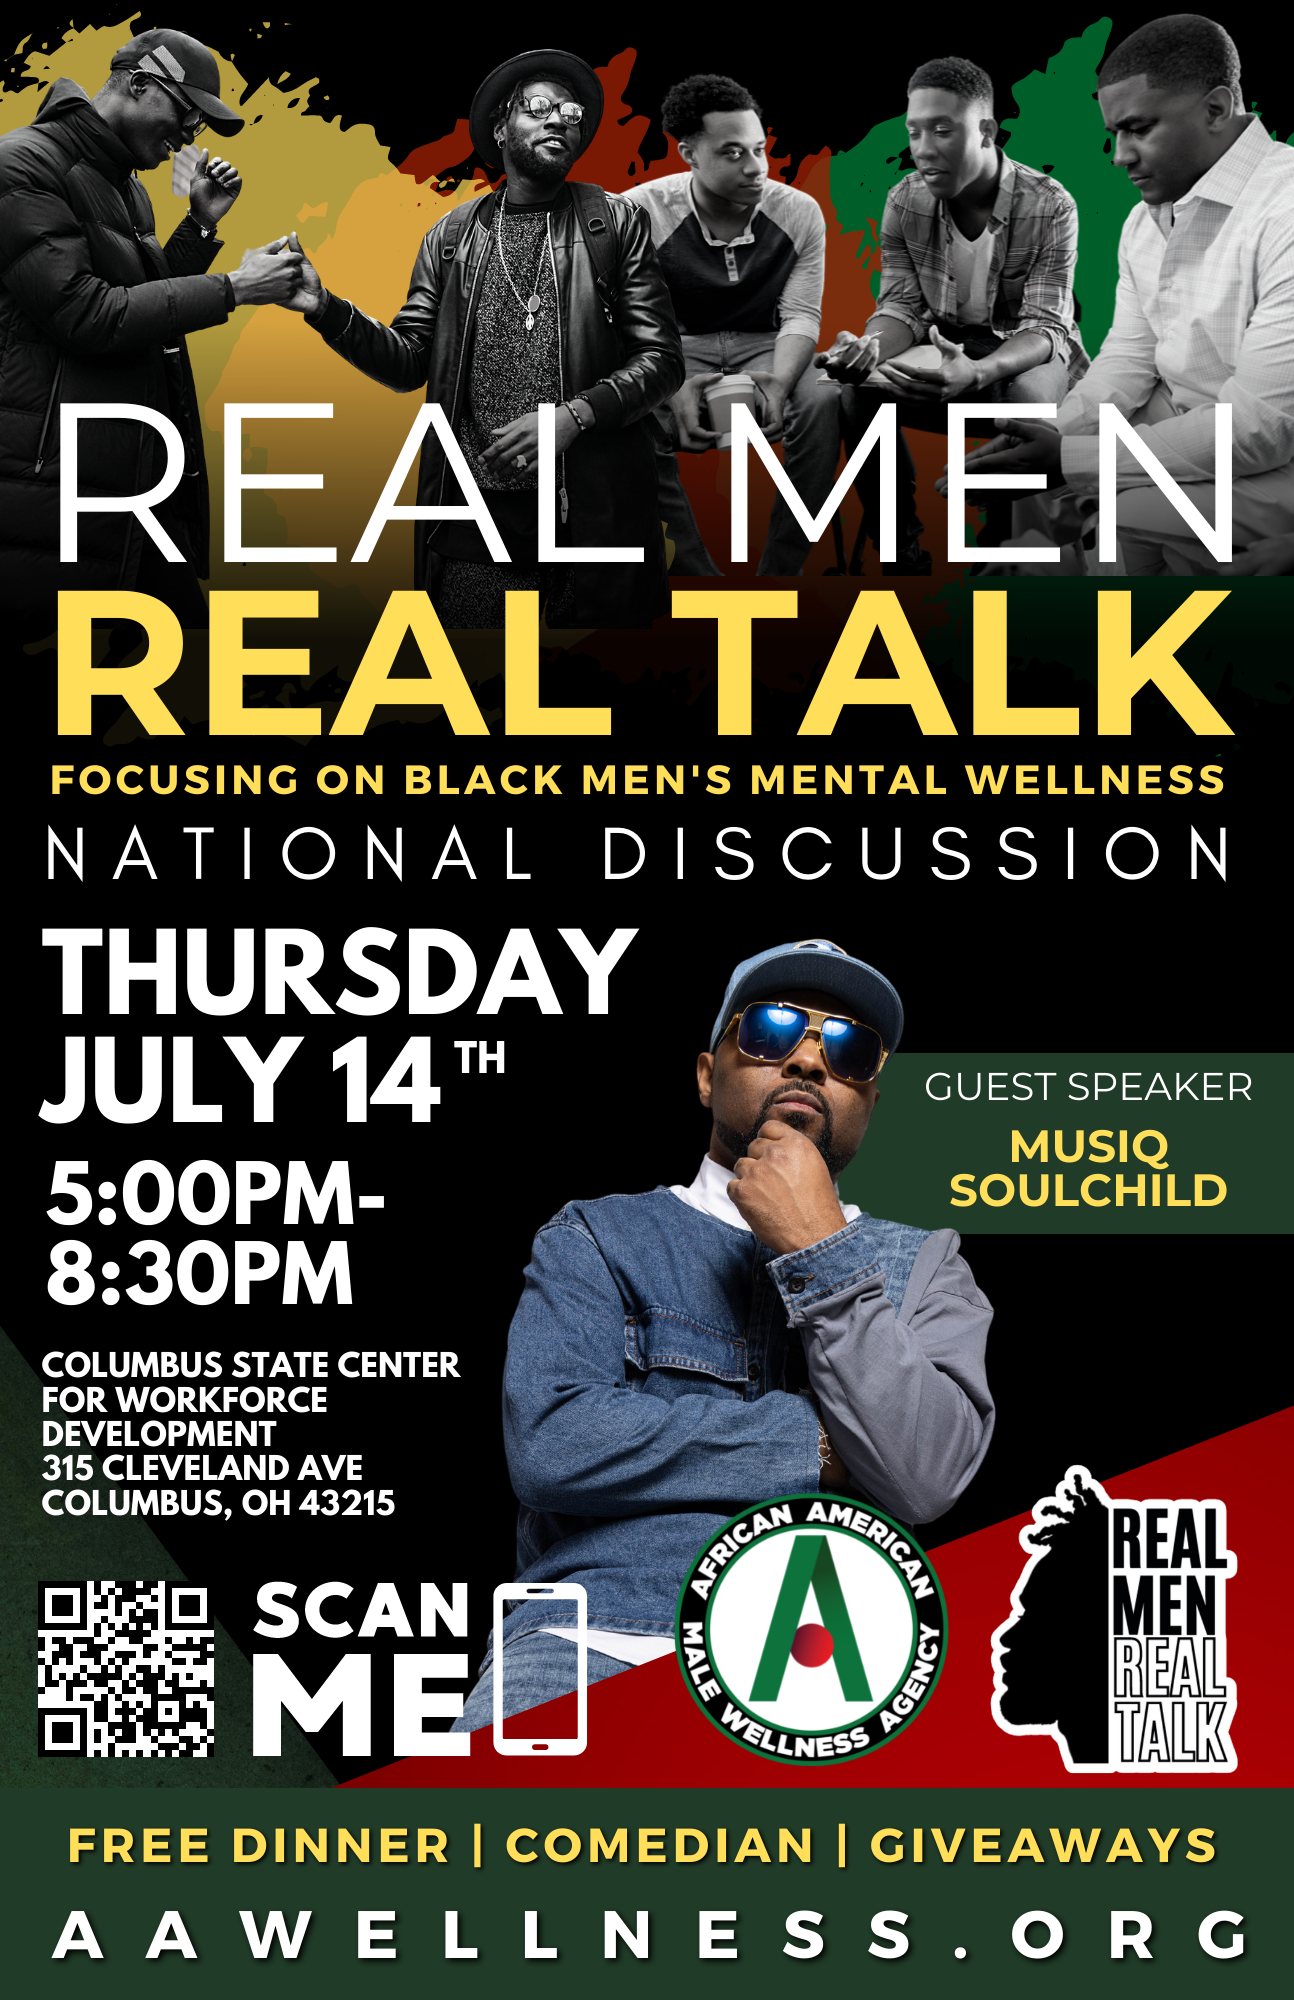 REAL MEN
REAL TALK
FOCUSING ON BLACK MEN'S MENTAL WELLNESS
NATIONAL DISCUSSION
THURSDAY
JULY 14TH
5:00PM-
8:30PM
GUEST SPEAKER
MUSIQ
SOULCHILD
COLUMBUS STATE CENTER
FOR WORKFORCE
DEVELOPMENT
315 CLEVELAND AVE
COLUMBUS, OH 43215
SCAN
ME
AFRICAN AMERICAN
MALE WELLNESS AGENCY
A
REAL
MEN
REAL
TALK
FREE DINNER | COMEDIAN | GIVEAWAYS
AAWELLNESS.ORG